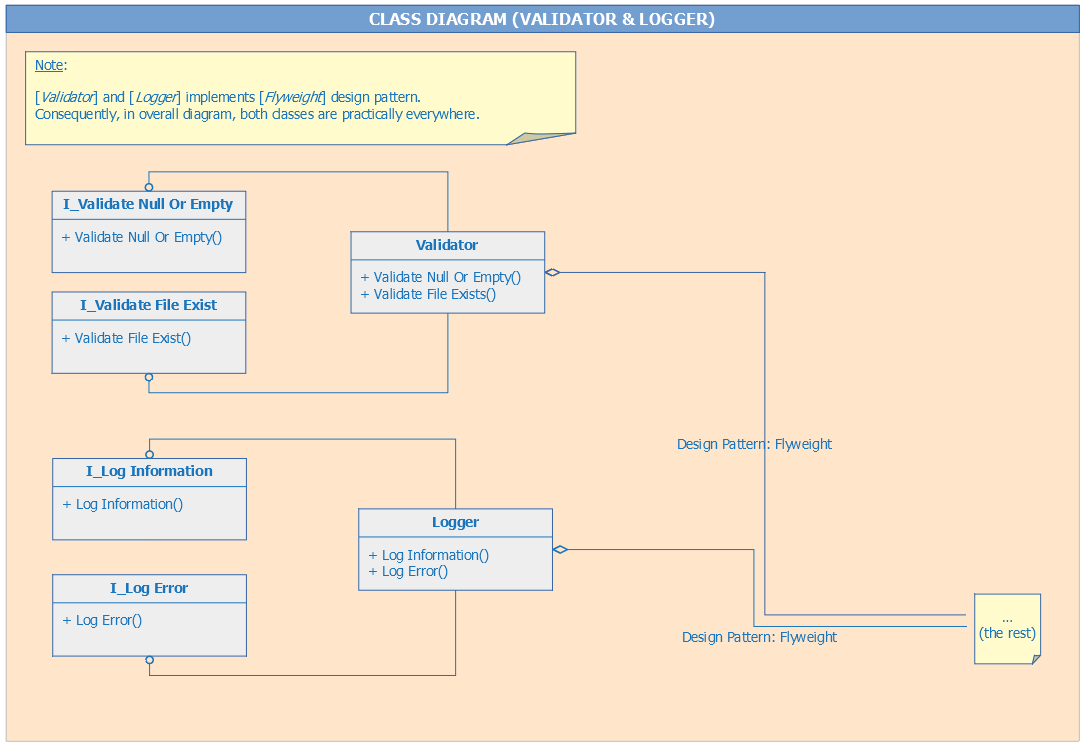 CLASS DIAGRAM (VALIDATOR & LOGGER)
Note:
[Validator] and [Logger] implements [Flyweight] design pattern.
Consequently, in overall diagram, both classes are practically everywhere.
I_Validate Null Or Empty
+ Validate Null Or Empty()
Validator
+ Validate Null Or Empty()
+ Validate File Exists()
I_Validate File Exist
+ Validate File Exist()
Design Pattern: Flyweight
I_Log Information
+ Log Information()
Logger
+ Log Information()
+ Log Error()
I_Log Error
+ Log Error()
Design Pattern: Flyweight
...
(the rest)